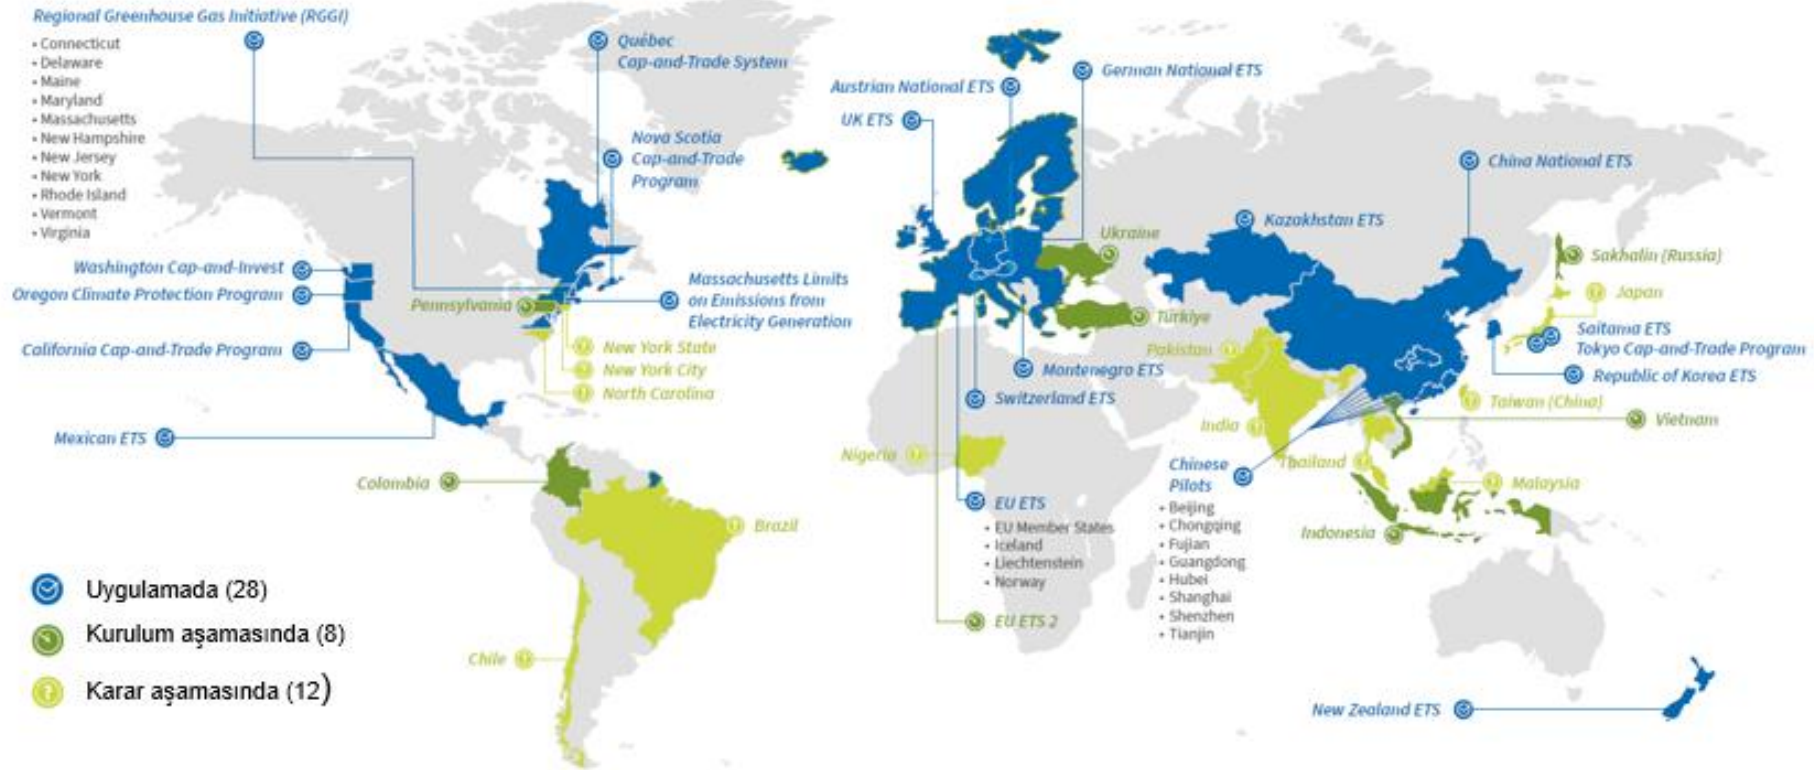 Regional Greenhouse Gas Initiative (RGGI)
• Connecticut
• Delaware
• Maine
• Maryland
• Massachusetts
• New Hampshire
• New Jersey
• New York
• Rhode Island
• Vermont
• Virginia
Washington Cap-and-Invest
Oregon Climate Protection Program
California Cap-and-Trade Program
Mexican ETS
Québec
Cap-and-Trade System
Nova Scotia
Cap-and-Trade
Program
Massachusetts Limits
on Emissions from
Electricity Generation
Pennsylvania
New York State
New York City
North Carolina
Colombia
Brazil
Chile
Austrian National ETS
German National ETS
UK ETS
Ukraine
Türkiye
Montenegro ETS
Switzerland ETS
Nigeria
EU ETS
• EU Member States
• Iceland
• Liechtenstein
• Norway
EU ETS 2
Kazakhstan ETS
China National ETS
Sakhalin (Russia)
Japan
Saitama ETS
Tokyo Cap-and-Trade Program
Republic of Korea ETS
Pakistan
India
Taiwan (China)
Vietnam
Thailand
Malaysia
Indonesia
Chinese
Pilots
• Beijing
• Chongqing
• Fujian
• Guangdong
• Hubei
• Shanghai
• Shenzhen
• Tianjin
New Zealand ETS
Uygulamada (28)
Kurulum aşamasında (8)
Karar aşamasında (12)